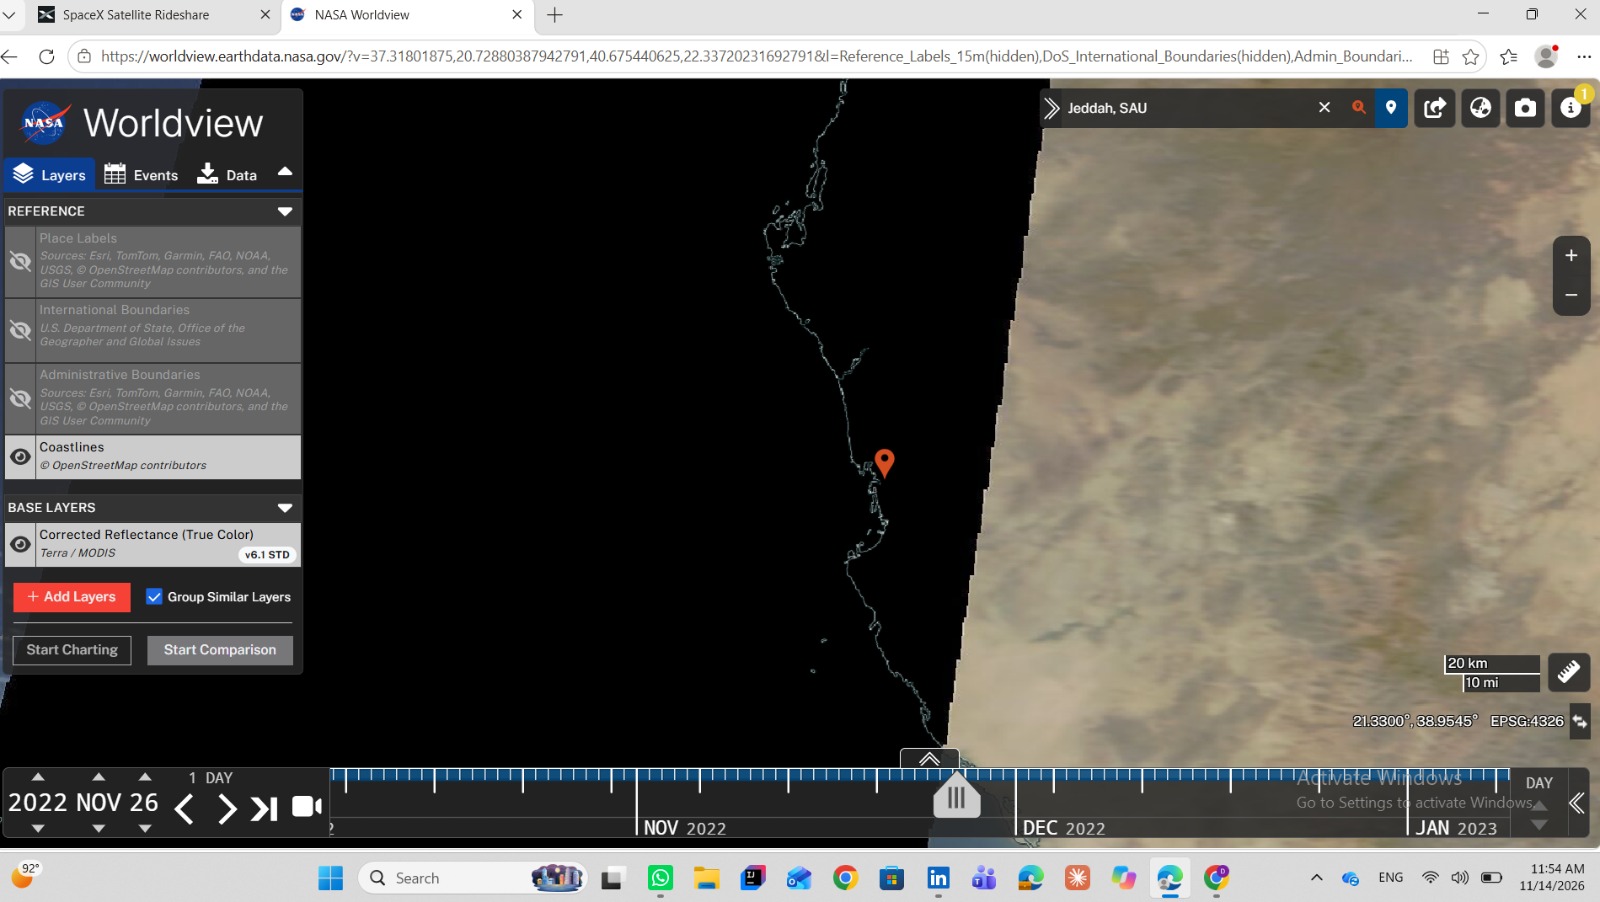 SpaceX Satellite Rideshare
NASA Worldview
https://worldview.earthdata.nasa.gov/?v=37.31801875,20.72880387942791,40.675440625,22.337202316927918&l=Reference_Labels_15m(hidden),DoS_International_Boundaries(hidden),Admin_Boundari...
NASA
Worldview
Layers
Events
Data
Jeddah, SAU
1
REFERENCE
Place Labels
Sources: Esri, TomTom, Garmin, FAO, NOAA,
USGS, © OpenStreetMap contributors, and the
GIS User Community
International Boundaries
U.S. Department of State, Office of the
Geographer and Global Issues
Administrative Boundaries
Sources: Esri, TomTom, Garmin, FAO, NOAA,
USGS, © OpenStreetMap contributors, and the
GIS User Community
Coastlines
© OpenStreetMap contributors
BASE LAYERS
Corrected Reflectance (True Color)
Terra / MODIS
v6.1 STD
+ Add Layers
Group Similar Layers
Start Charting
Start Comparison
20 km
10 mi
21.3300°, 38.9545° EPSG:4326
1 DAY
2022 NOV 26
2
NOV 2022
DEC 2022
JAN 2023
DAY
Activate Windows
Go to Settings to activate Windows.
92°
Search
ENG
11:54 AM
11/14/2026